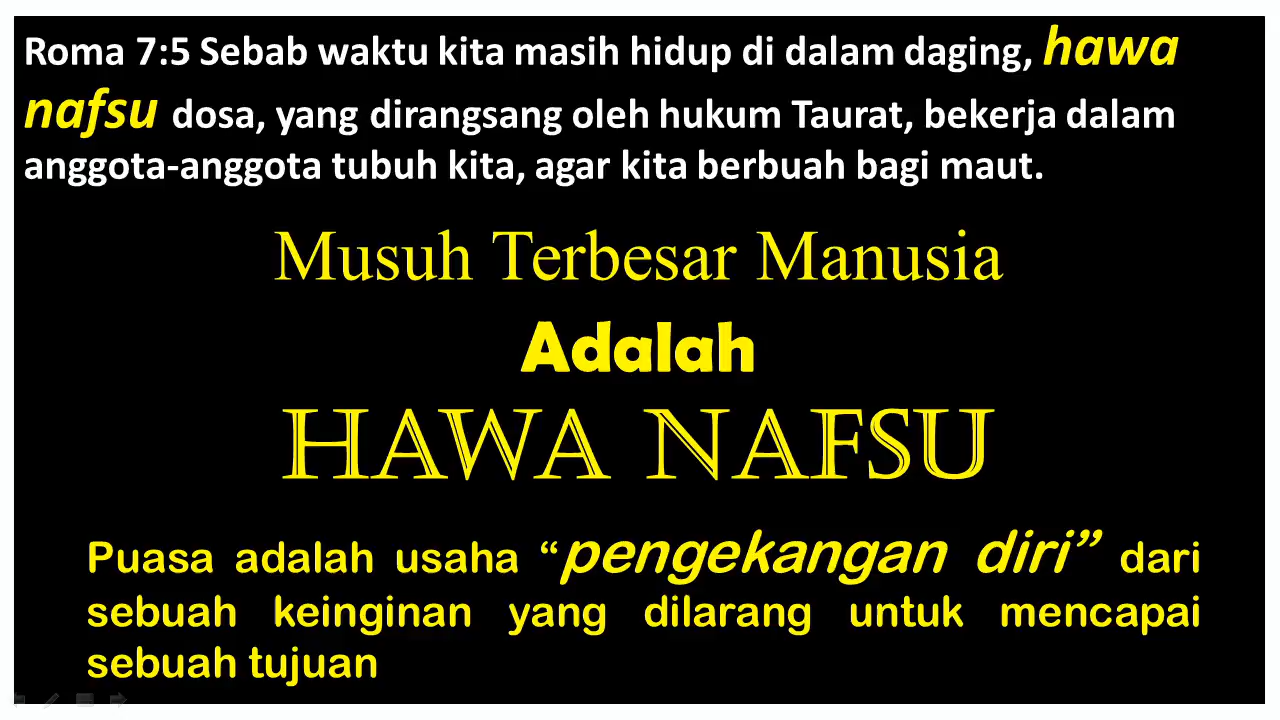 Roma 7:5 Sebab waktu kita masih hidup di dalam daging, hawa
nafsu dosa, yang dirangsang oleh hukum Taurat, bekerja dalam
anggota-anggota tubuh kita, agar kita berbuah bagi maut.
Musuh Terbesar Manusia
Adalah
HAWA NAFSU
Puasa adalah usaha “pengekangan diri” dari
sebuah keinginan yang dilarang untuk mencapai
sebuah tujuan